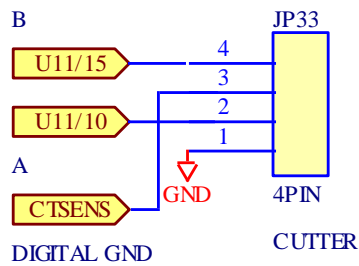 B
JP33
U11/15
4
3
U11/10
2
1
A
GND
CTSENS
4PIN
DIGITAL GND
CUTTER